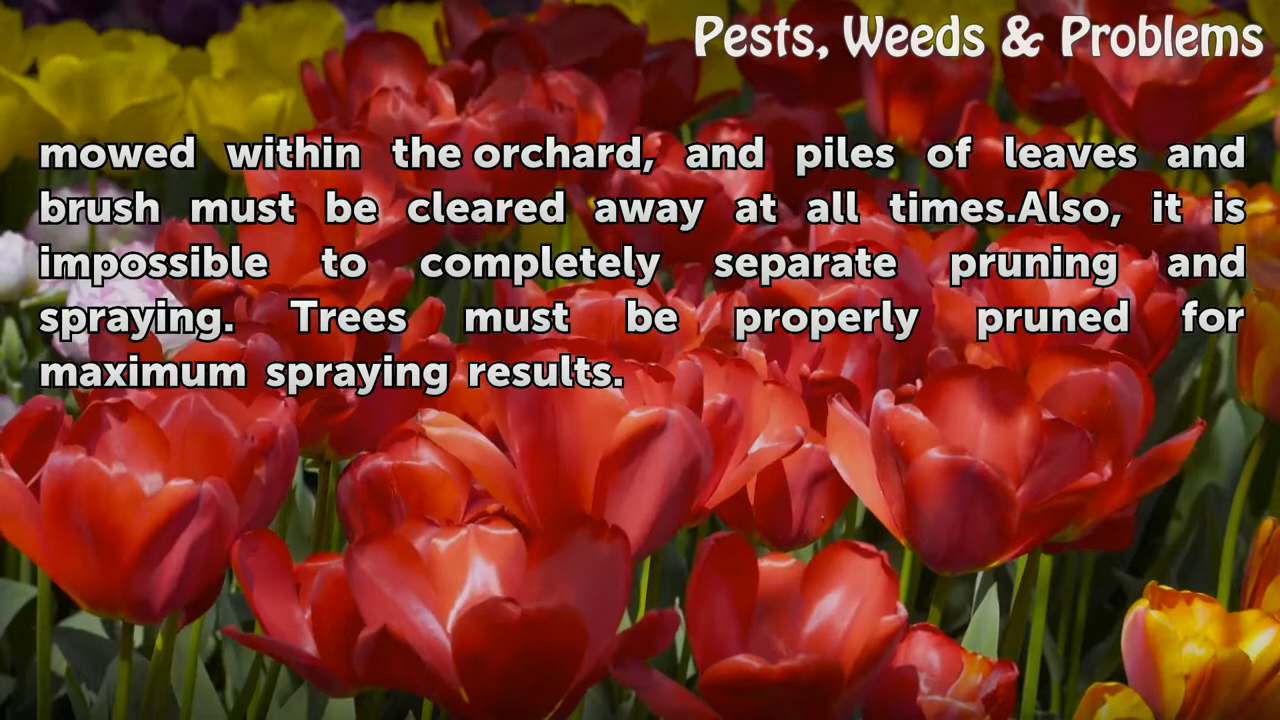 Pests, Weeds & Problems
mowed within the orchard, and piles of leaves and
brush must be cleared away at all times.Also, it is
impossible to completely separate pruning and
spraying. Trees must be properly pruned for
maximum spraying results.